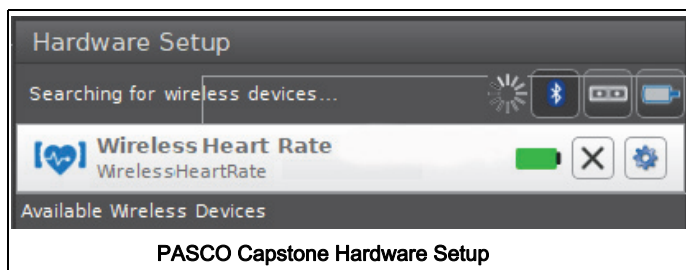 Hardware Setup
Searching for wireless devices...
Wireless Heart Rate
WirelessHeartRate
Available Wireless Devices
PASCO Capstone Hardware Setup